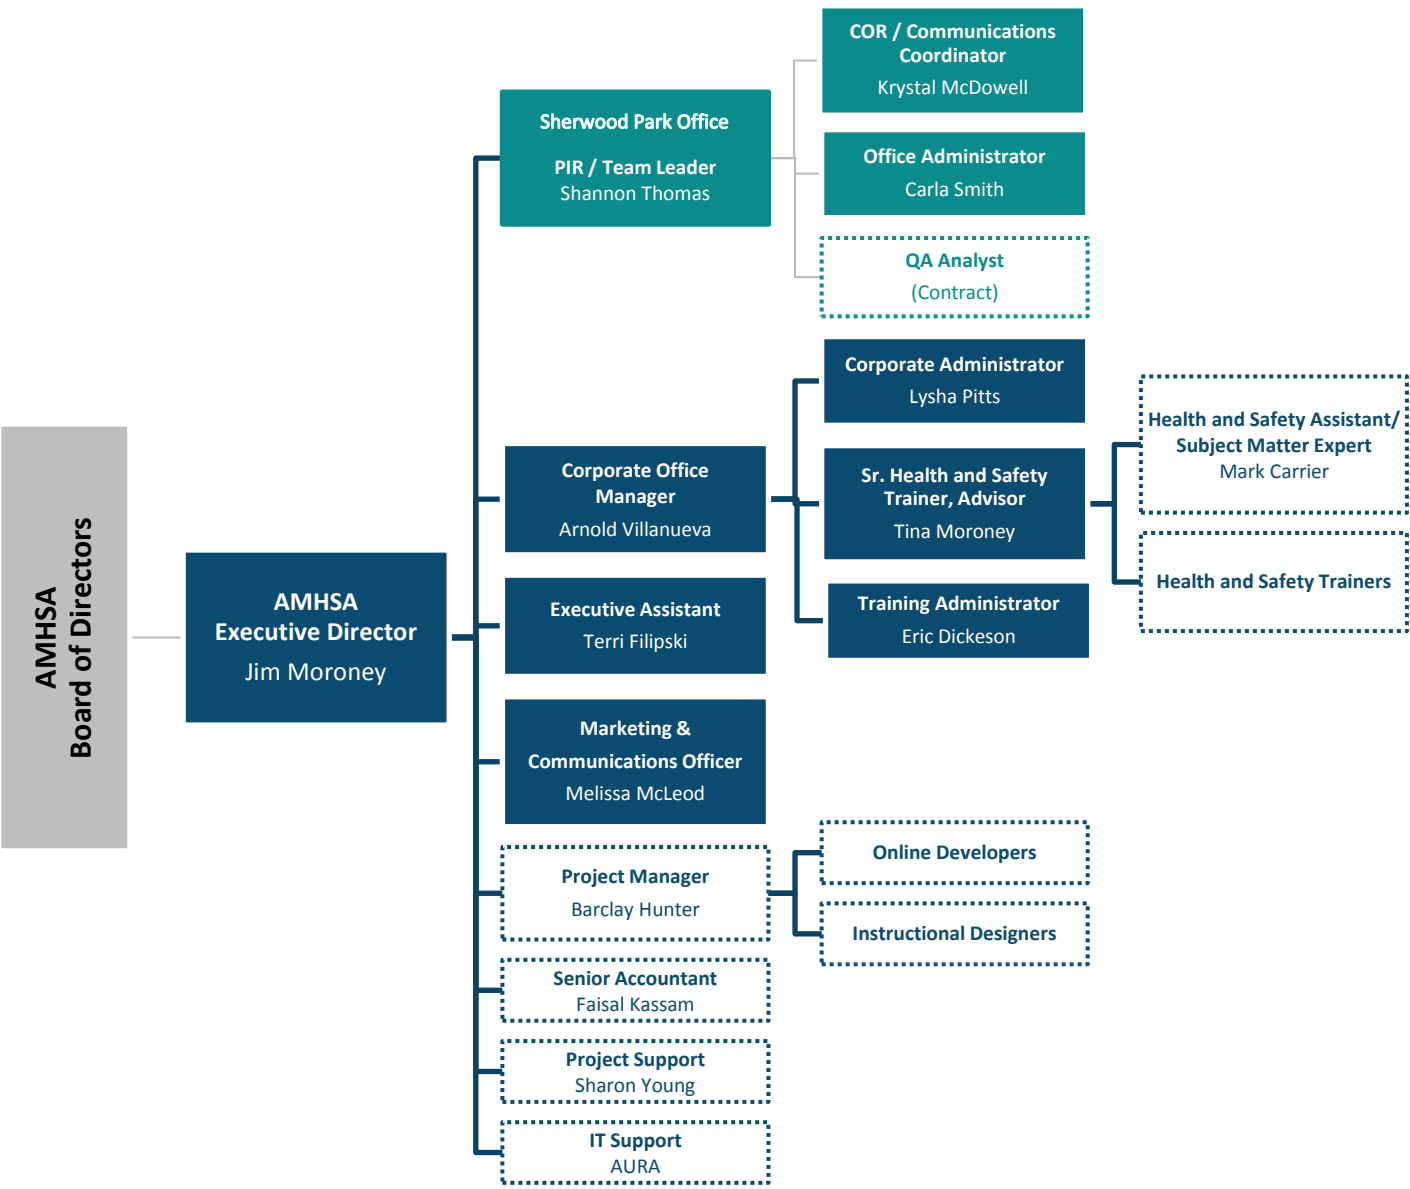 AMHSA
Board of Directors
AMHSA
Executive Director
Jim Moroney
Sherwood Park Office
PIR / Team Leader
Shannon Thomas
COR / Communications
Coordinator
Krystal McDowell
Office Administrator
Carla Smith
QA Analyst
(Contract)
Corporate Office
Manager
Arnold Villanueva
Corporate Administrator
Lysha Pitts
Sr. Health and Safety
Trainer, Advisor
Tina Moroney
Health and Safety Assistant/
Subject Matter Expert
Mark Carrier
Health and Safety Trainers
Training Administrator
Eric Dickeson
Executive Assistant
Terri Filipski
Marketing &
Communications Officer
Melissa McLeod
Project Manager
Barclay Hunter
Online Developers
Instructional Designers
Senior Accountant
Faisal Kassam
Project Support
Sharon Young
IT Support
AURA